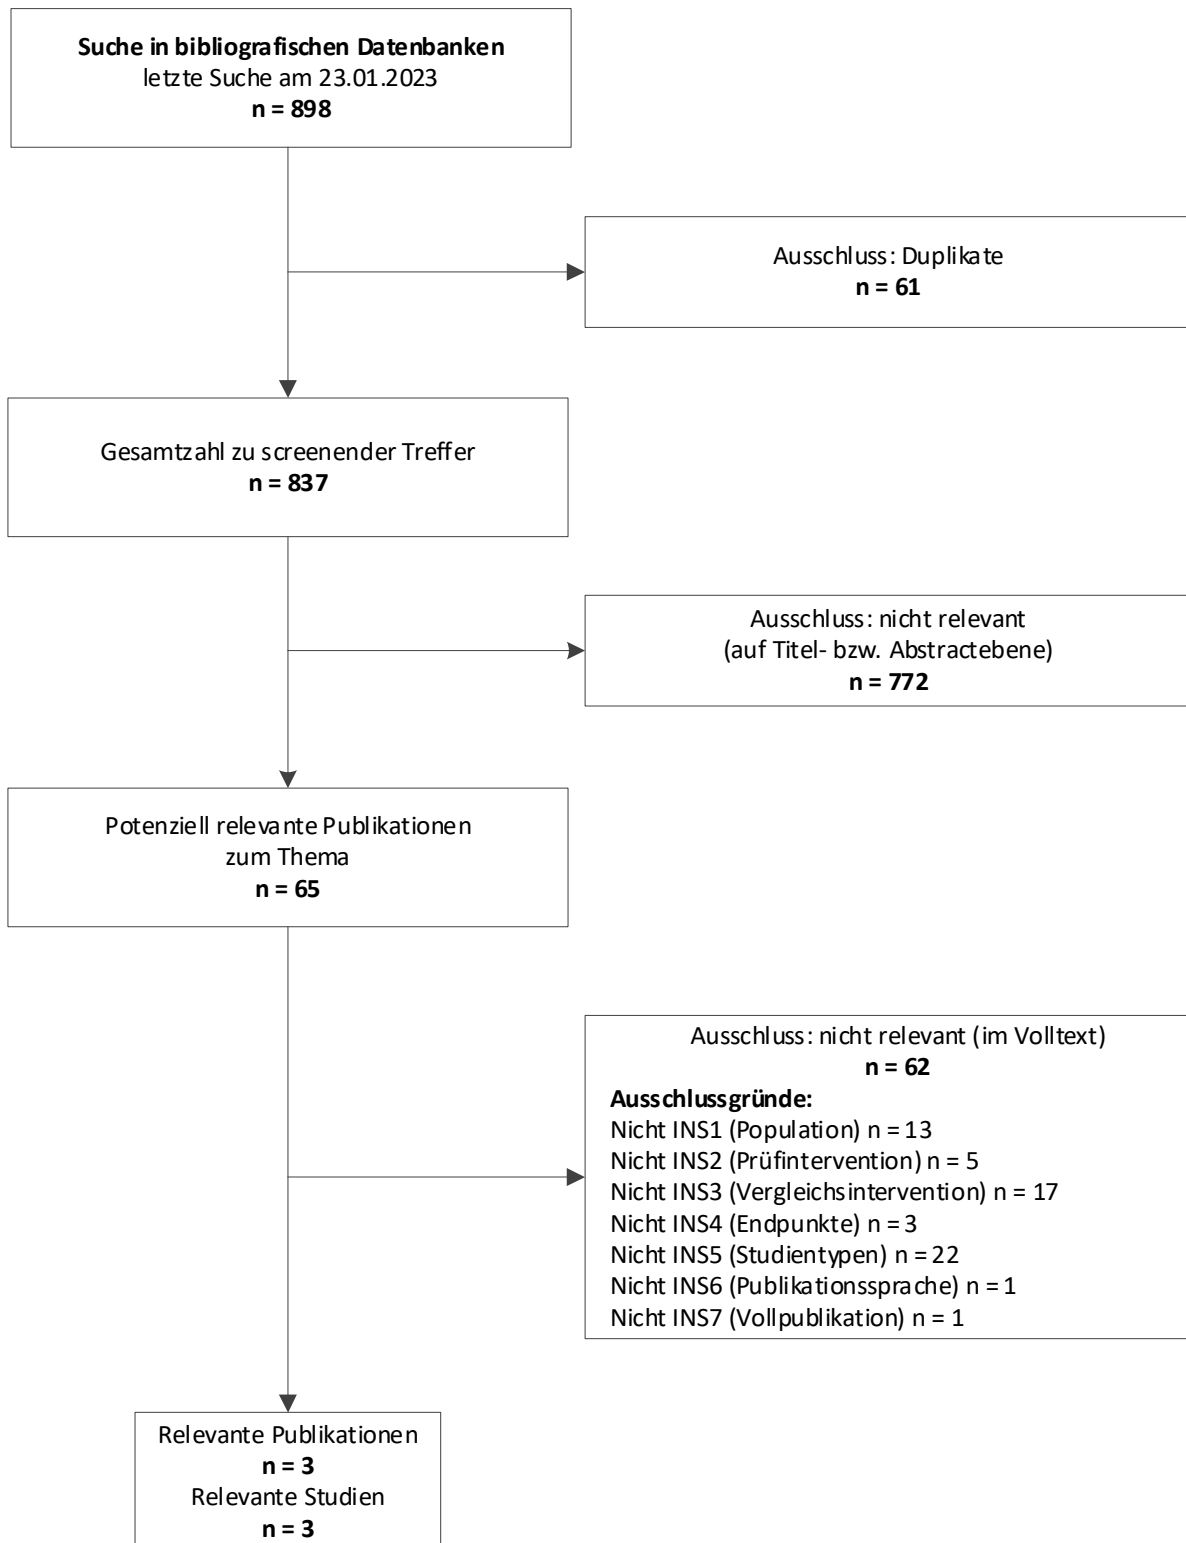 Suche in bibliografischen Datenbanken
letzte Suche am 23.01.2023
n = 898
Ausschluss: Duplikate
n = 61
Gesamtzahl zu screenender Treffer
n = 837
Ausschluss: nicht relevant
(auf Titel- bzw. Abstractebene)
n = 772
Potenziell relevante Publikationen
zum Thema
n = 65
Ausschluss: nicht relevant (im Volltext)
n = 62
Ausschlussgründe:
Nicht INS1 (Population) n = 13
Nicht INS2 (Prüfintervention) n = 5
Nicht INS3 (Vergleichsintervention) n = 17
Nicht INS4 (Endpunkte) n = 3
Nicht INS5 (Studientypen) n = 22
Nicht INS6 (Publikationssprache) n = 1
Nicht INS7 (Vollpublikation) n = 1
Relevante Publikationen
n = 3
Relevante Studien
n = 3